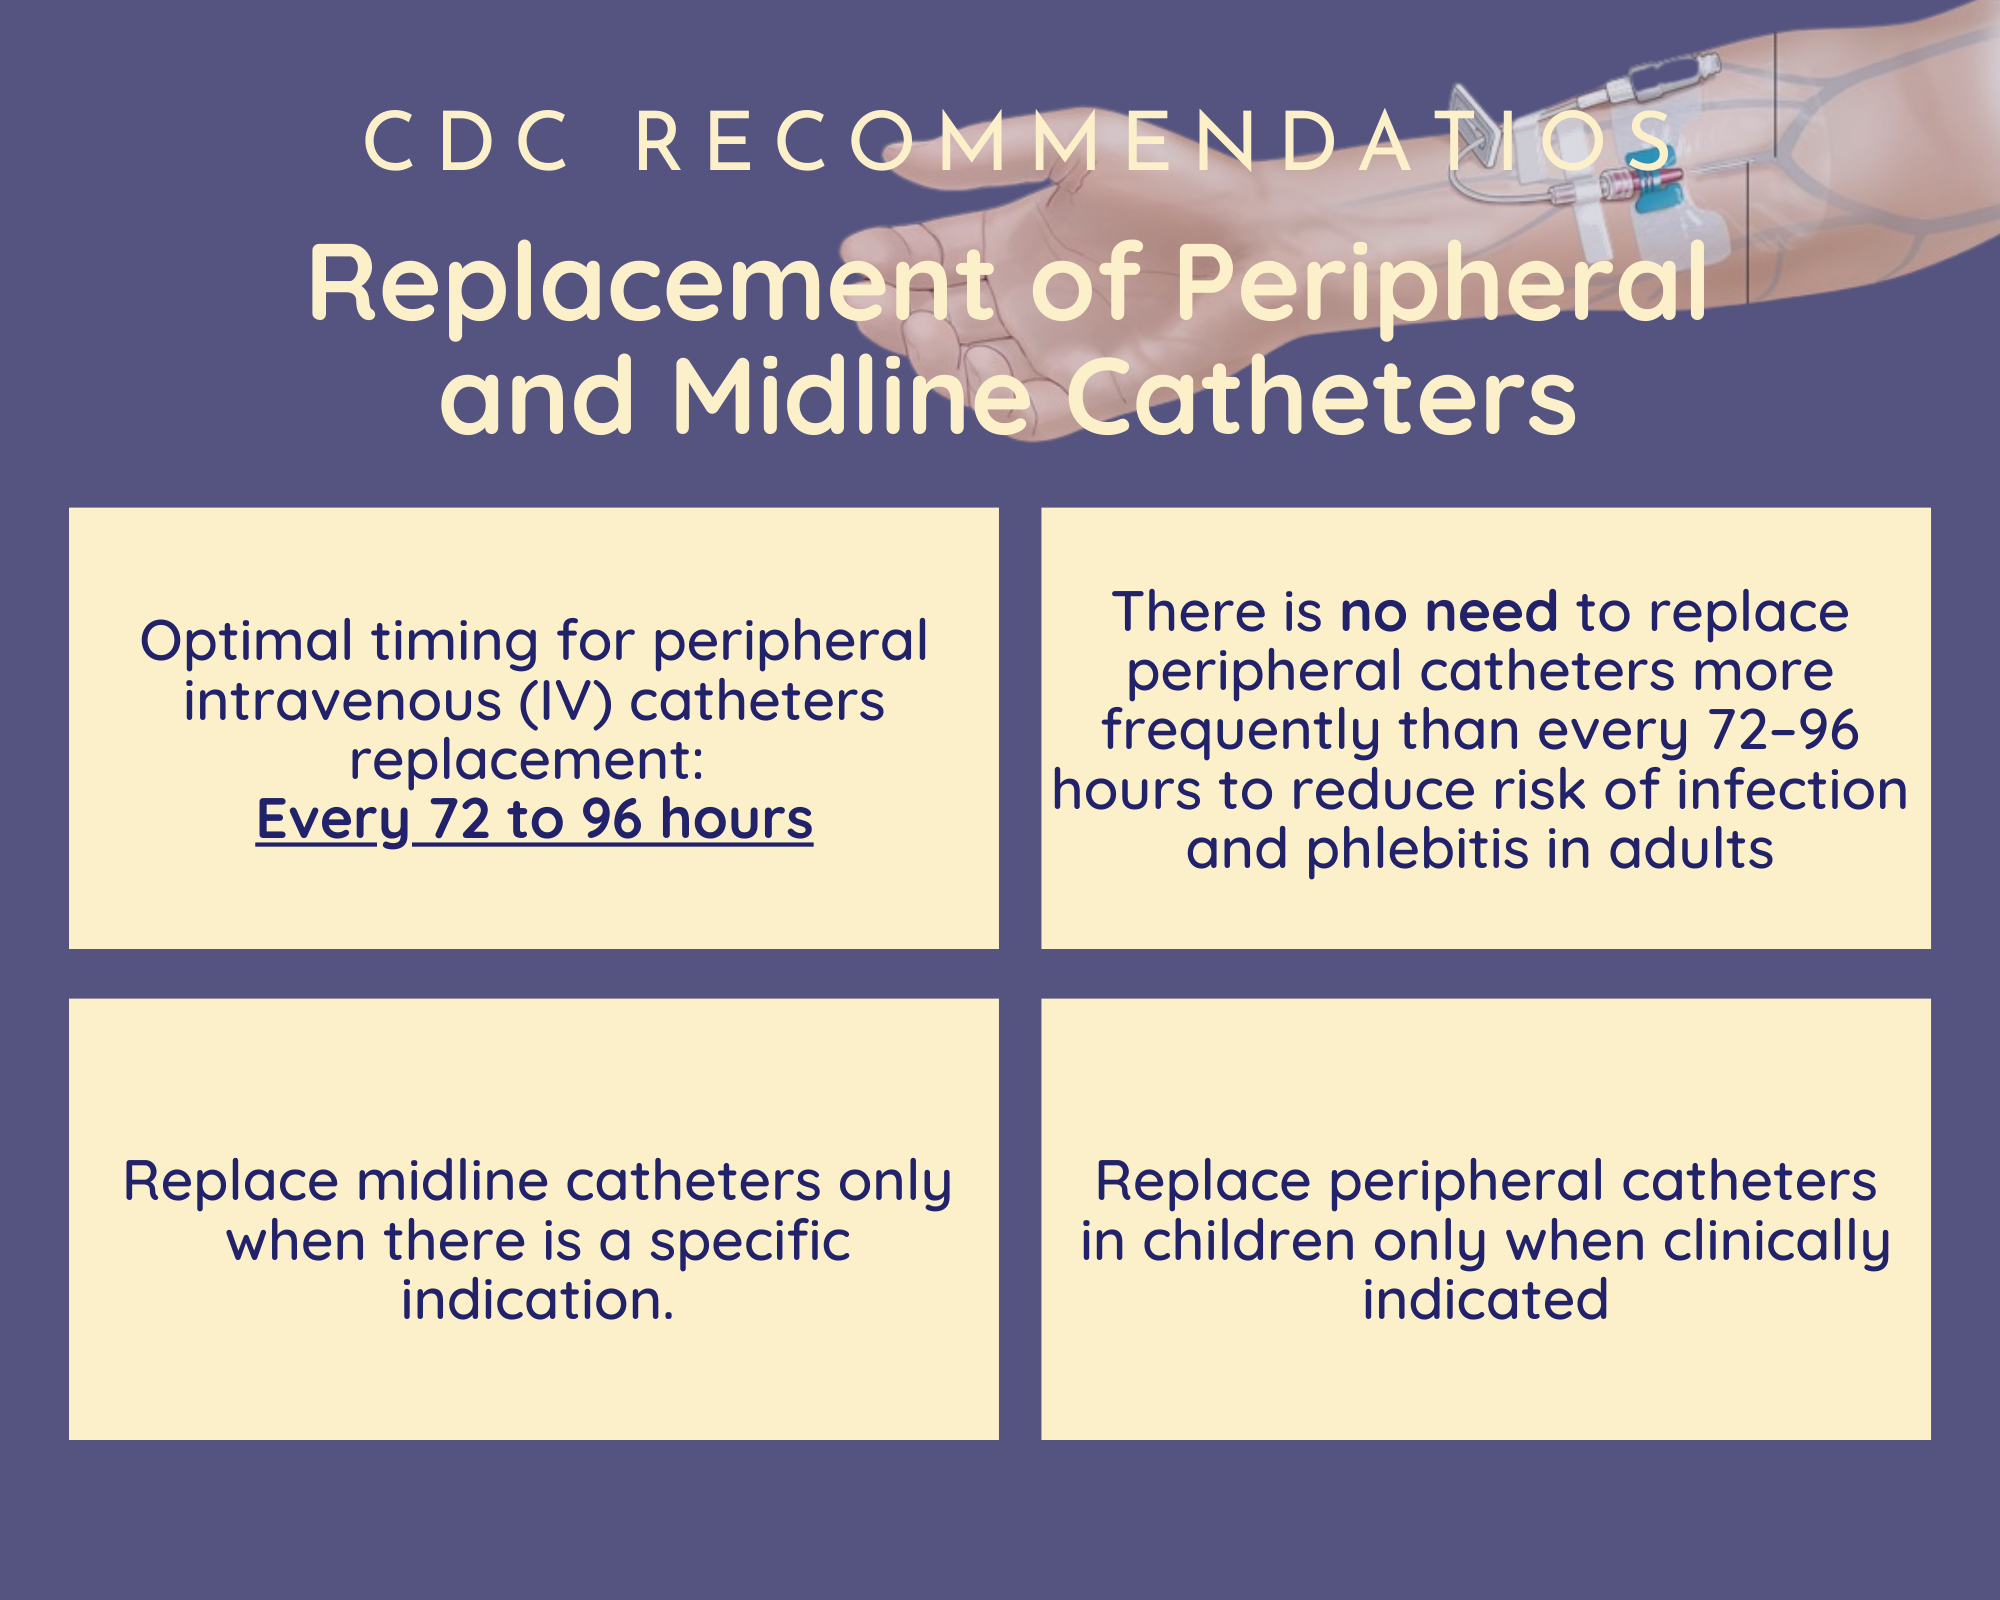 CDC RECOMMENDATIOS
Replacement of Peripheral
and Midline Catheters
Optimal timing for peripheral
intravenous (IV) catheters
replacement:
Every 72 to 96 hours
There is no need to replace
peripheral catheters more
frequently than every 72–96
hours to reduce risk of infection
and phlebitis in adults
Replace midline catheters only
when there is a specific
indication.
Replace peripheral catheters
in children only when clinically
indicated